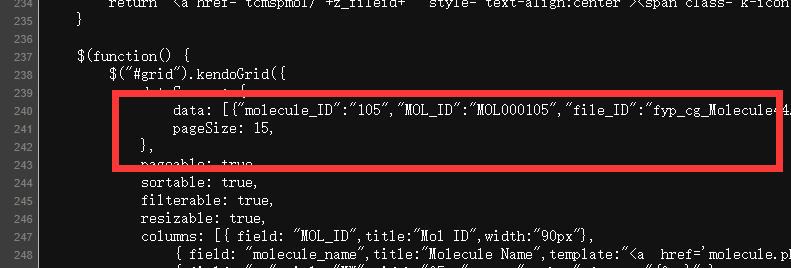 234 return "<a href='tcmspmol/"+z_fileid+"' style='text-align:center'><span class='k-icon
235 }
236
237 $(function() {
238 $("#grid").kendoGrid({
239
240 data: [{"molecule_ID":"105","MOL_ID":"MOL000105","file_ID":"fyp_cg_Molecule44
241 pageSize: 15,
242 },
243 pageable: true,
244 sortable: true,
245 filterable: true,
246 resizable: true,
247 columns: [{ field: "MOL_ID",title:"Mol ID",width:"90px"},
248 { field: "molecule_name",title:"Molecule Name",template:"<a href='molecule.ph